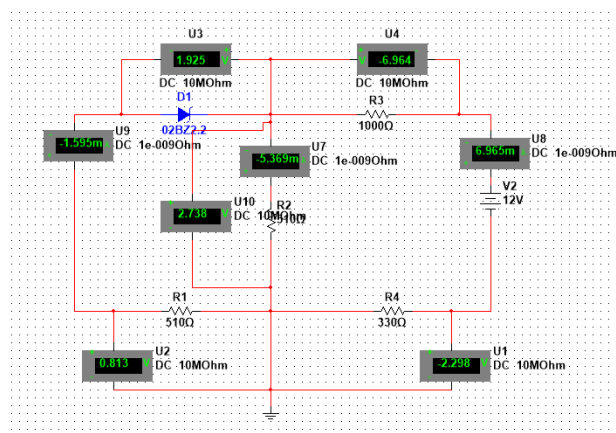 U3
1.925 V
DC 10MOhm
U4
-6.964 V
DC 10MOhm
D1
02BZ2.2
R3
1000Ω
U9
-1.595m A
DC 1e-009Ohm
U7
-5.369m A
DC 1e-009Ohm
U8
6.965m A
DC 1e-009Ohm
V2
12V
U10
2.738 V
DC 10MOhm
R2
510Ω
R1
510Ω
R4
330Ω
U2
0.813 V
DC 10MOhm
U1
-2.298 V
DC 10MOhm